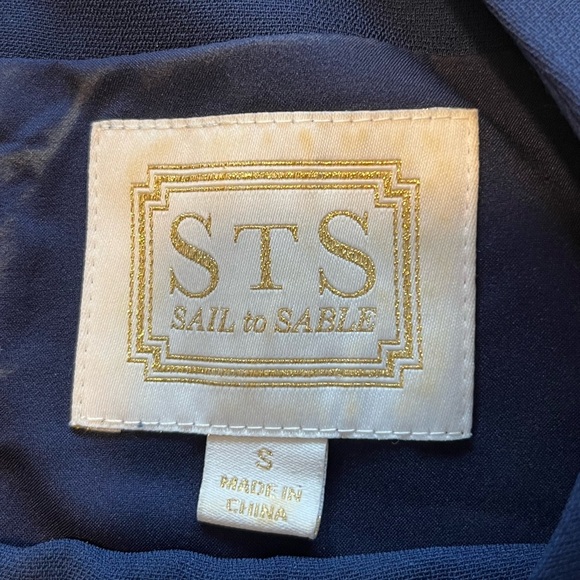 STS
SAIL to SABLE
S
MADE IN
CHINA